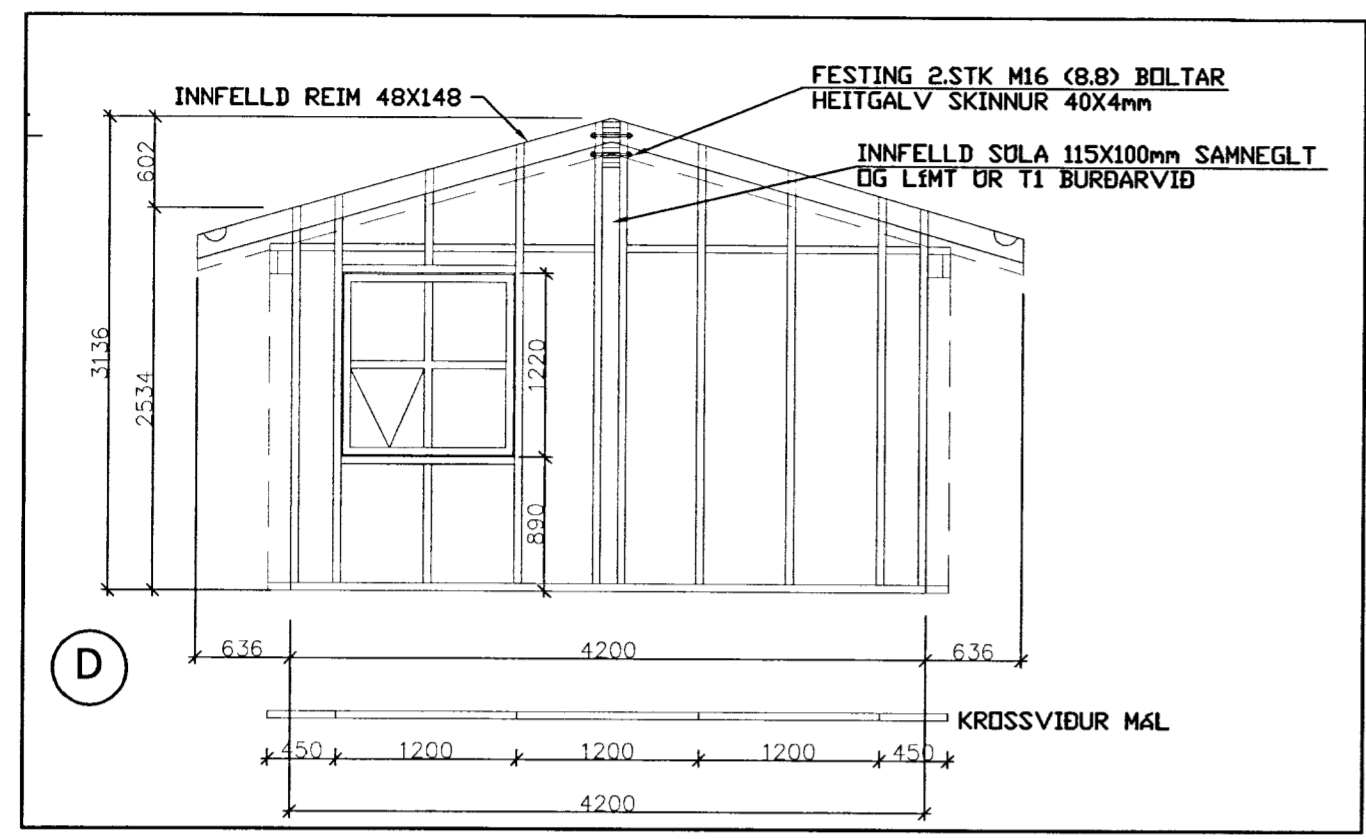 INNFELLD REIM 48X148
FESTING 2.STK M16 (8.8) BOLTAR
HEITGALV SKINNUR 40X4mm
INNFELLD SÚLA 115X100mm SAMNEGLT
OG LÍMT ÚR T1 BURÐARVIÐ
602
3136
2534
1220
890
636
4200
636
D
KROSSVIÐUR MÁL
450
1200
1200
1200
450
4200